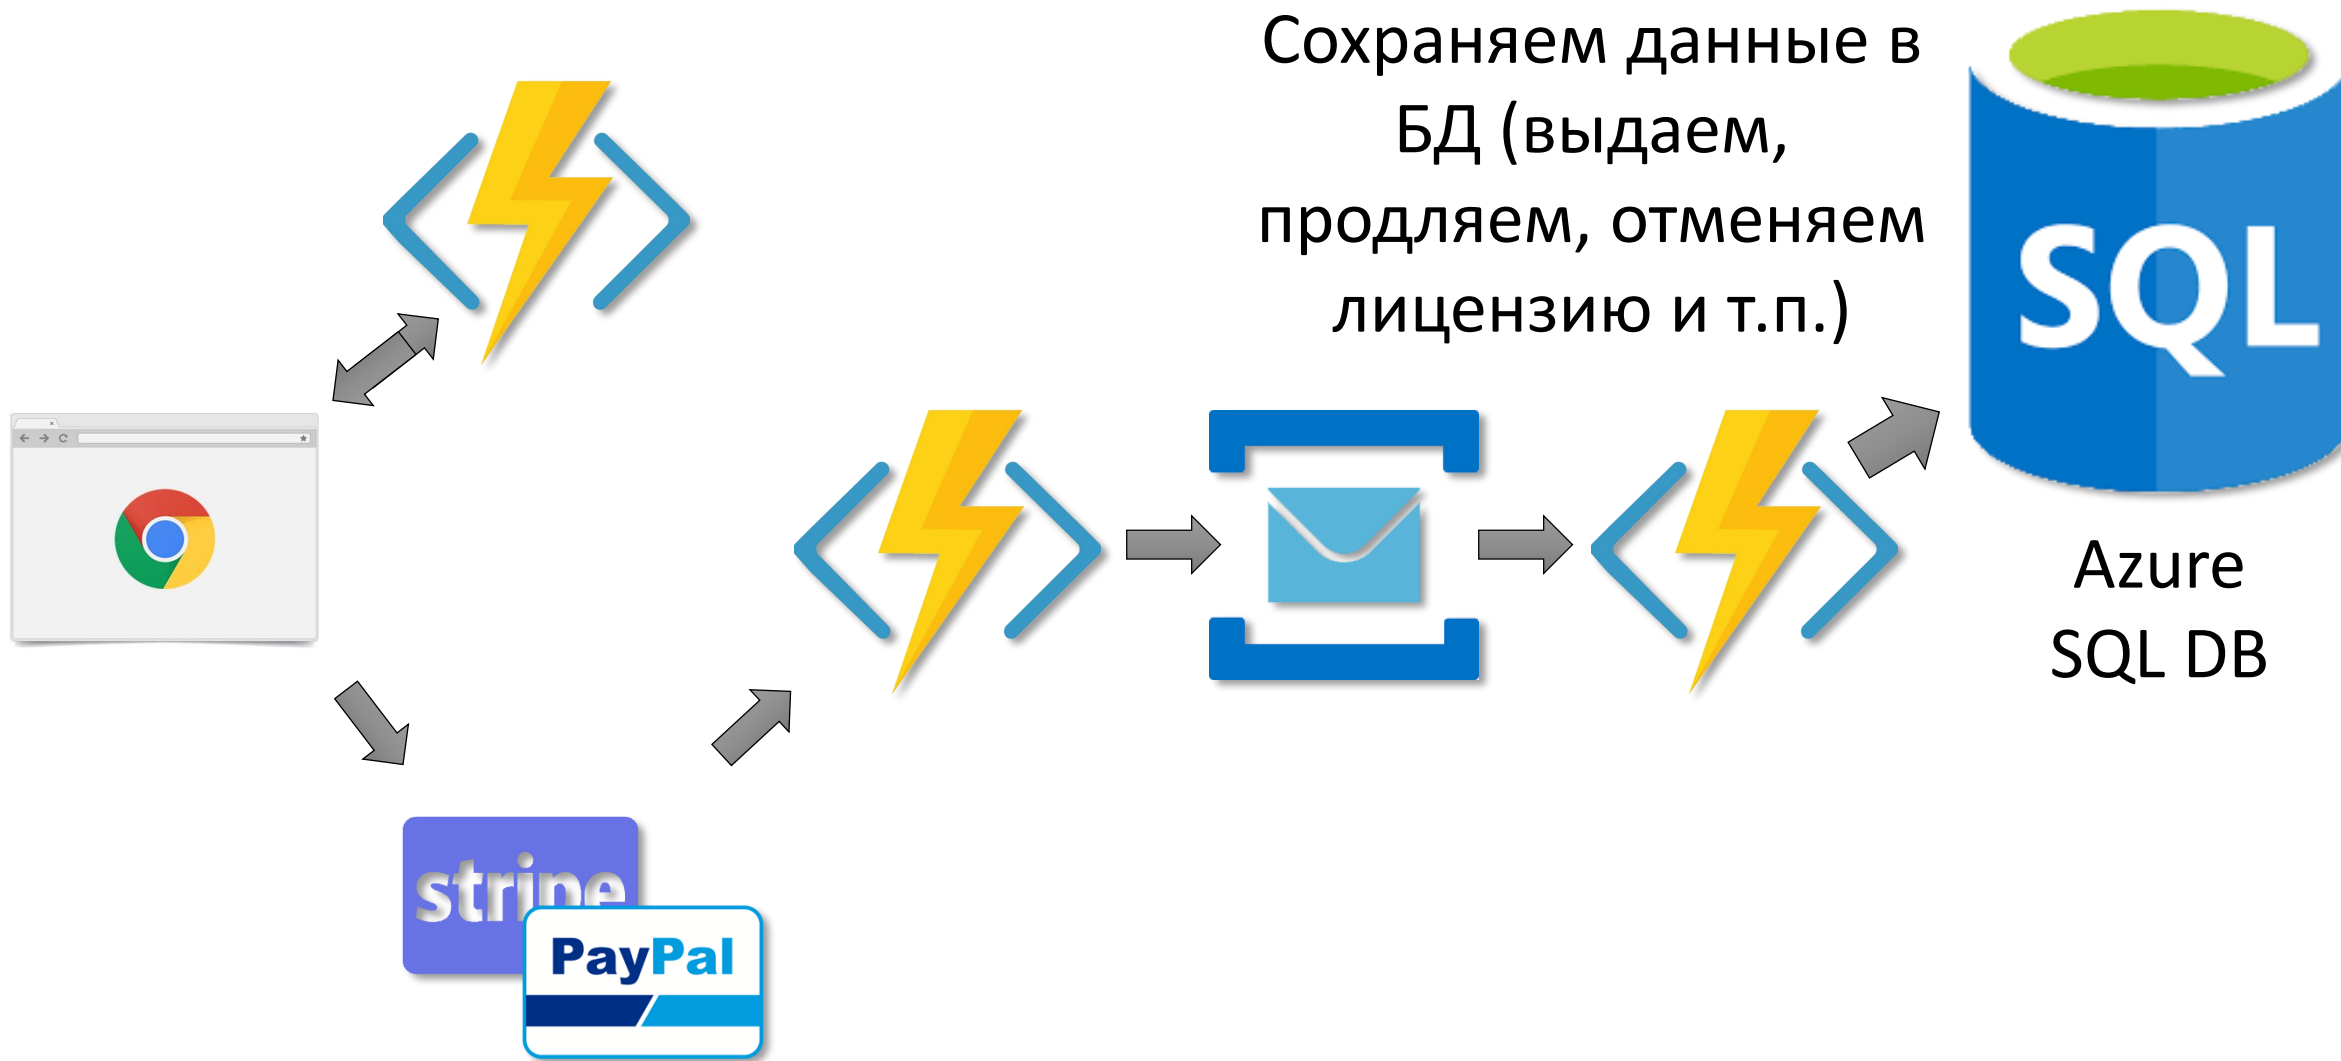 Сохраняем данные в
БД (выдаем,
продляем, отменяем
лицензию и т.п.)
SQL
Azure
SQL DB
stripe
PayPal